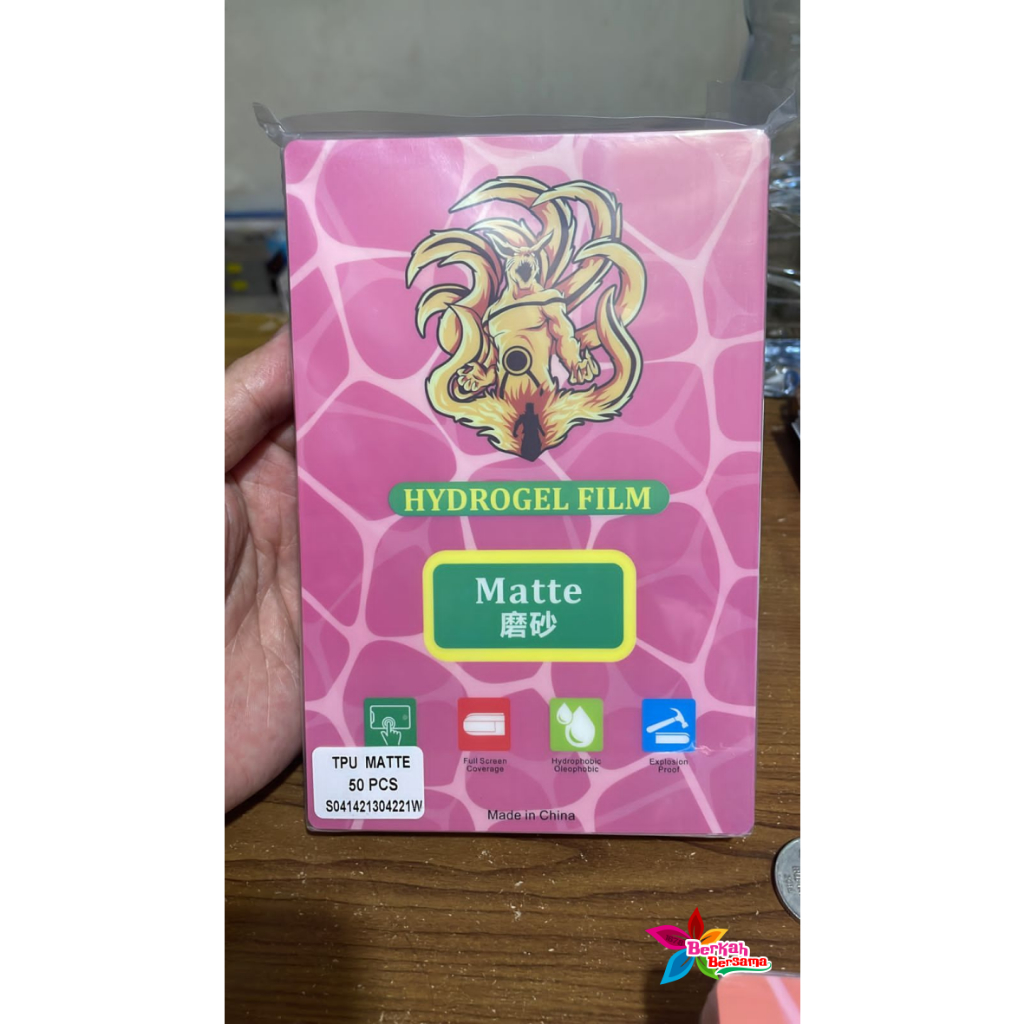 HYDROGEL FILM
Matte
磨砂
Full Screen
Coverage
Hydrophobic
Oleophobic
Explosion
Proof
TPU MATTE
50 PCS
S041421304221W
Made in China
Berkah
Bersama